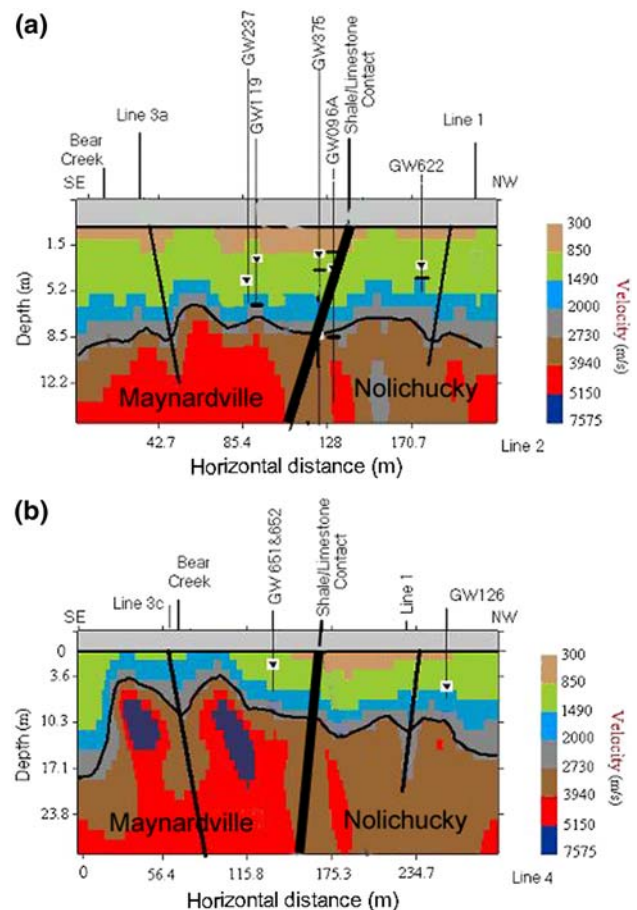 (a)
GW237
GW119
GW375
GW096A
Shale/Limestone
Contact
Line 3a
Line 1
Bear
Creek
GW622
SE
NW
Depth (m)
1.5
5.2
8.5
12.2
Maynardville
Nolichucky
300
850
1490
2000
2730
3940
5150
7575
Velocity (m/s)
42.7
85.4
128
170.7
Line 2
Horizontal distance (m)
(b)
GW 651&652
Shale/Limestone
Contact
Bear
Creek
Line 3c
Line 1
GW126
SE
NW
Depth (m)
0
3.6
10.3
17.1
23.8
Maynardville
Nolichucky
300
850
1490
2000
2730
3940
5150
7575
Velocity (m/s)
0
56.4
115.8
175.3
234.7
Line 4
Horizontal distance (m)